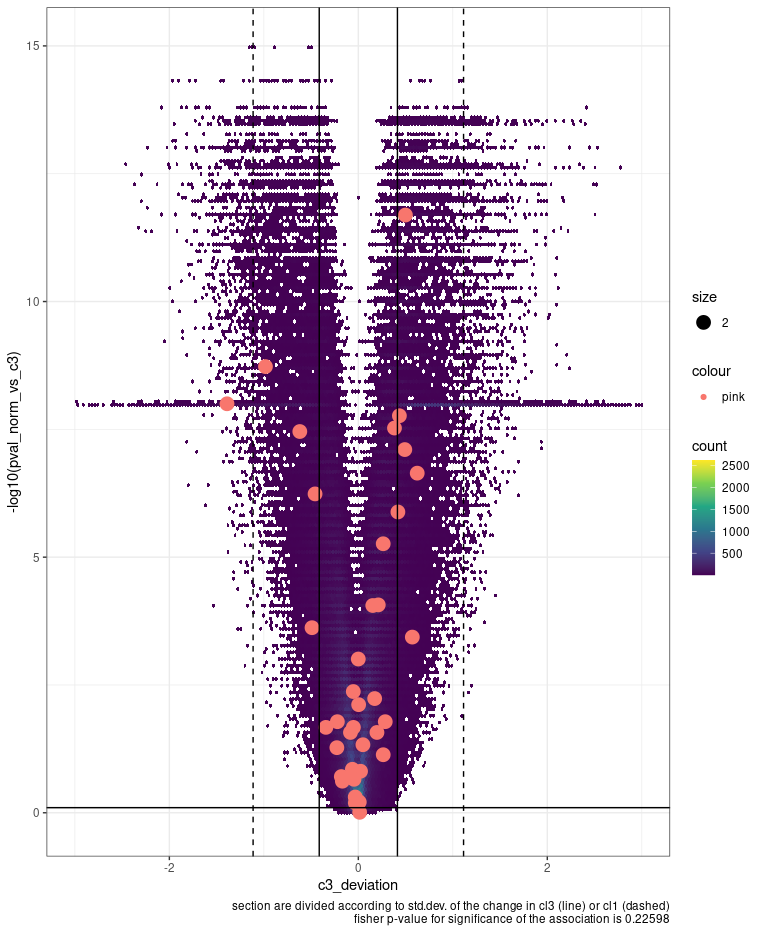 15
10
5
0
-log10(pval_norm_vs_c3)
-2
0
2
c3_deviation
size
2
colour
pink
count
2500
2000
1500
1000
500
section are divided according to std.dev. of the change in cl3 (line) or cl1 (dashed)
fisher p-value for significance of the association is 0.22598